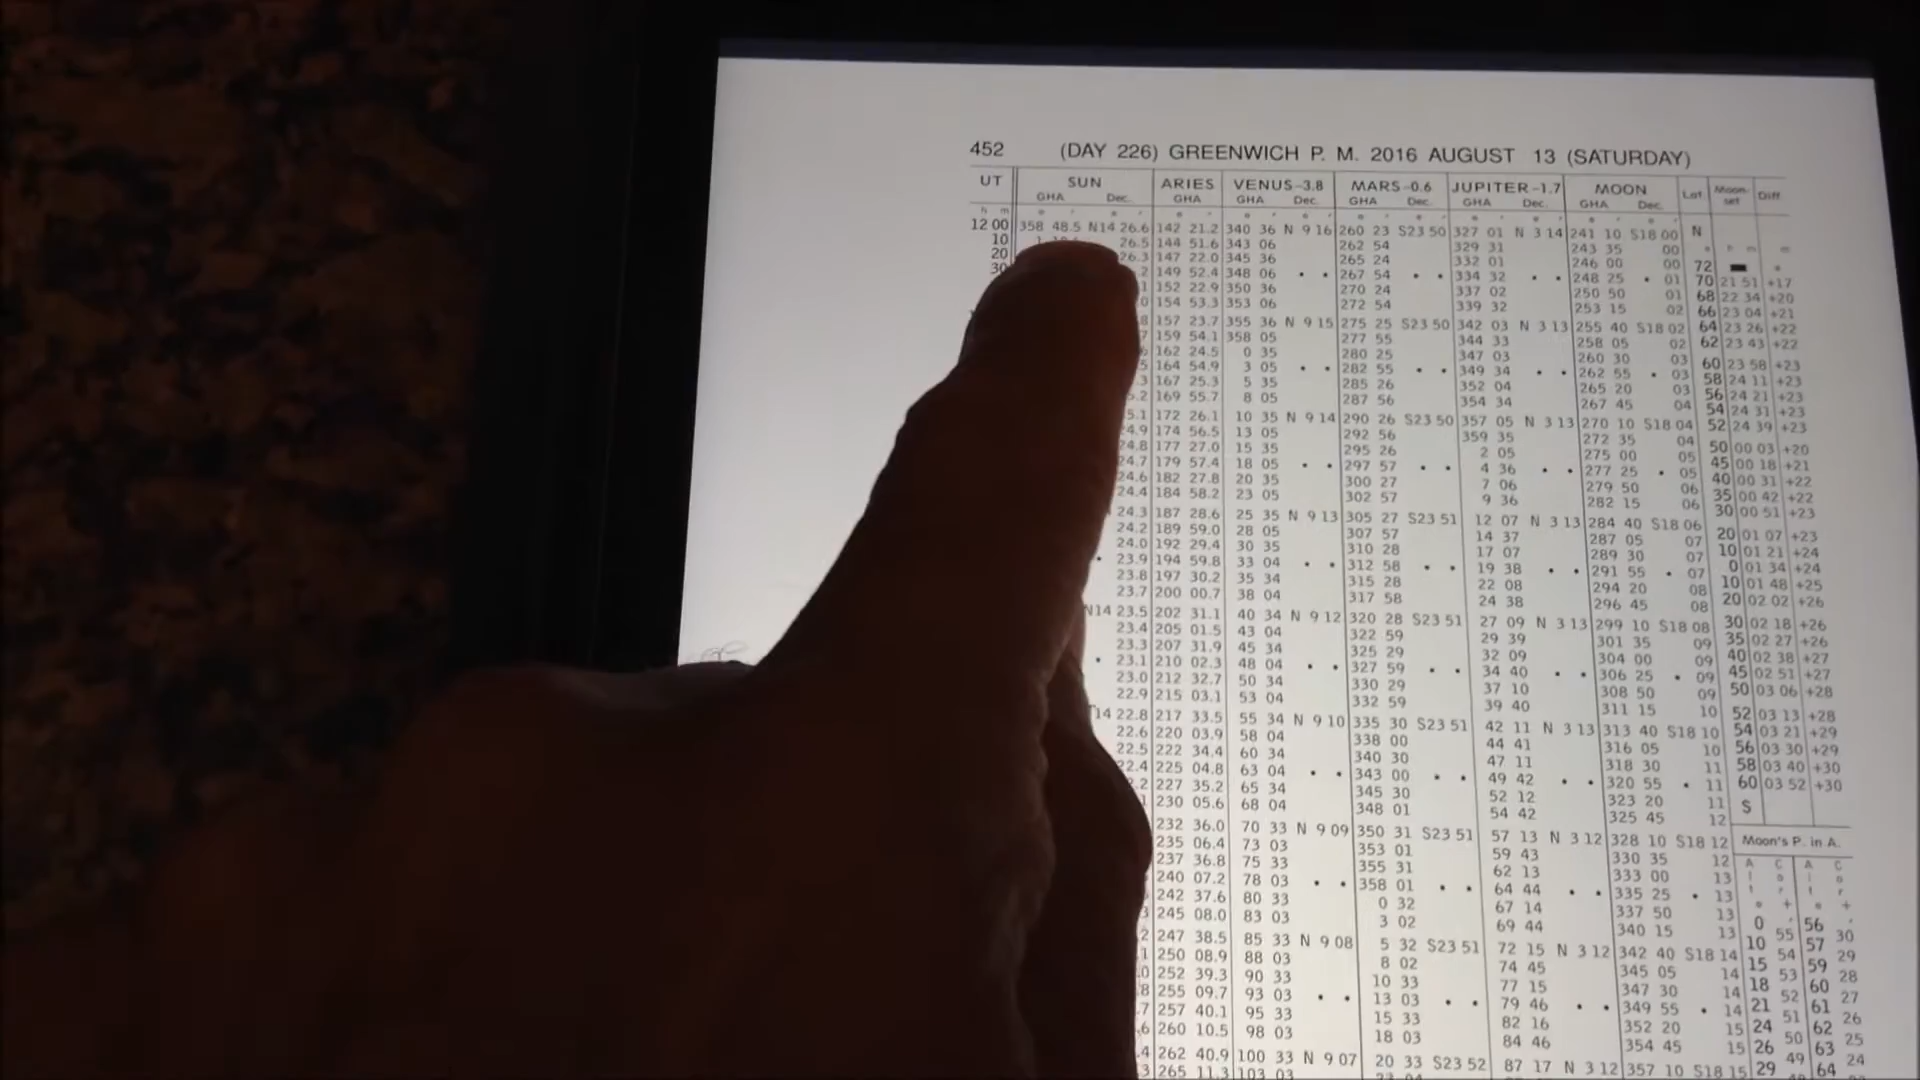 452 (DAY 226) GREENWICH P. M. 2016 AUGUST 13 (SATURDAY)
UT SUN ARIES VENUS-3.8 MARS-0.6 JUPITER-1.7 MOON Lat. Moon-set Diff.
GHA Dec. GHA GHA Dec. GHA Dec. GHA Dec. GHA Dec.
h m
12 00 358 48.5 N14 26.6 142 21.2 340 36 N 9 16 260 23 S23 50 327 01 N 3 14 241 10 S18 00 N
10 26.5 144 51.6 343 06 262 54 329 31 243 35 00
20 26.3 147 22.0 345 36 265 24 332 01 246 00 00 72
30 149 52.4 348 06 • • 267 54 • • 334 32 • • 248 25 • 01 70 21 51 +17
152 22.9 350 36 270 24 337 02 250 50 01 68 22 34 +20
154 53.3 353 06 272 54 339 32 253 15 02 66 23 04 +21
157 23.7 355 36 N 9 15 275 25 S23 50 342 03 N 3 13 255 40 S18 02 64 23 26 +22
159 54.1 358 05 277 55 344 33 258 05 02 62 23 43 +22
162 24.5 0 35 280 25 347 03 260 30 03
164 54.9 3 05 • • 282 55 • • 349 34 • • 262 55 • 03 60 23 58 +23
167 25.3 5 35 285 26 352 04 265 20 03 58 24 11 +23
169 55.7 8 05 287 56 354 34 267 45 04 56 24 21 +23
54 24 31 +23
5.1 172 26.1 10 35 N 9 14 290 26 S23 50 357 05 N 3 13 270 10 S18 04 52 24 39 +23
24.9 174 56.5 13 05 292 56 359 35 272 35 04
24.8 177 27.0 15 35 295 26 2 05 275 00 05 50 00 03 +20
24.7 179 57.4 18 05 • • 297 57 • • 4 36 • • 277 25 • 05 45 00 18 +21
24.6 182 27.8 20 35 300 27 7 06 279 50 06 40 00 31 +22
24.4 184 58.2 23 05 302 57 9 36 282 15 06 35 00 42 +22
30 00 51 +23
24.3 187 28.6 25 35 N 9 13 305 27 S23 51 12 07 N 3 13 284 40 S18 06
24.2 189 59.0 28 05 307 57 14 37 287 05 07 20 01 07 +23
24.0 192 29.4 30 35 310 28 17 07 289 30 07 10 01 21 +24
• 23.9 194 59.8 33 04 • • 312 58 • • 19 38 • • 291 55 • 07 0 01 34 +24
23.8 197 30.2 35 34 315 28 22 08 294 20 08 10 01 48 +25
23.7 200 00.7 38 04 317 58 24 38 296 45 08 20 02 02 +26
N14 23.5 202 31.1 40 34 N 9 12 320 28 S23 51 27 09 N 3 13 299 10 S18 08 30 02 18 +26
23.4 205 01.5 43 04 322 59 29 39 301 35 09 35 02 27 +26
23.3 207 31.9 45 34 325 29 32 09 304 00 09 40 02 38 +27
• 23.1 210 02.3 48 04 • • 327 59 • • 34 40 • • 306 25 • 09 45 02 51 +27
23.0 212 32.7 50 34 330 29 37 10 308 50 09 50 03 06 +28
22.9 215 03.1 53 04 332 59 39 40 311 15 10
14 22.8 217 33.5 55 34 N 9 10 335 30 S23 51 42 11 N 3 13 313 40 S18 10 52 03 13 +28
22.6 220 03.9 58 04 338 00 44 41 316 05 10 54 03 21 +29
22.5 222 34.4 60 34 340 30 47 11 318 30 11 56 03 30 +29
22.4 225 04.8 63 04 • • 343 00 • • 49 42 • • 320 55 • 11 58 03 40 +30
.2 227 35.2 65 34 345 30 52 12 323 20 11 60 03 52 +30
230 05.6 68 04 348 01 54 42 325 45 12 S
232 36.0 70 33 N 9 09 350 31 S23 51 57 13 N 3 12 328 10 S18 12 Moon's P. in A.
235 06.4 73 03 353 01 59 43 330 35 12
237 36.8 75 33 355 31 62 13 333 00 13
240 07.2 78 03 • • 358 01 • • 64 44 • • 335 25 • 13
242 37.6 80 33 0 32 67 14 337 50 13
245 08.0 83 03 3 02 69 44 340 15 13 0 55 56 30
247 38.5 85 33 N 9 08 5 32 S23 51 72 15 N 3 12 342 40 S18 14 10 54 57 29
250 08.9 88 03 8 02 74 45 345 05 14 15 53 59 28
252 39.3 90 33 10 33 77 15 347 30 14 18 52 60 27
255 09.7 93 03 • • 13 03 • • 79 46 • • 349 55 • 14 21 51 61 26
257 40.1 95 33 15 33 82 16 352 20 15 24 50 62 25
260 10.5 98 03 18 03 84 46 354 45 15 26 49 63 24
262 40.9 100 33 N 9 07 20 33 S23 52 87 17 N 3 12 357 10 S18 15 29 64
265 11.3 103 03